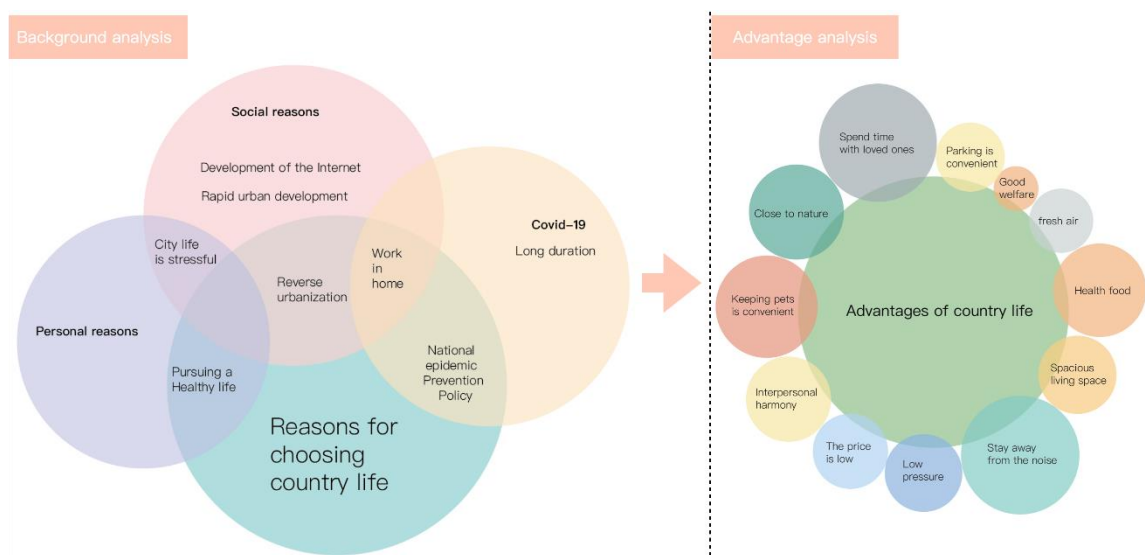 Background analysis
Social reasons
Development of the Internet
Rapid urban development
Covid-19
Long duration
City life
is stressful
Work
in
home
Reverse
urbanization
Personal reasons
Pursuing a
Healthy life
National
epidemic
Prevention
Policy
Reasons for
choosing
country life
Advantage analysis
Spend time
with loved ones
Parking is
convenient
Good
welfare
fresh air
Close to nature
Health food
Keeping pets
is convenient
Advantages of country life
Spacious
living space
Interpersonal
harmony
The price
is low
Low
pressure
Stay away
from the noise